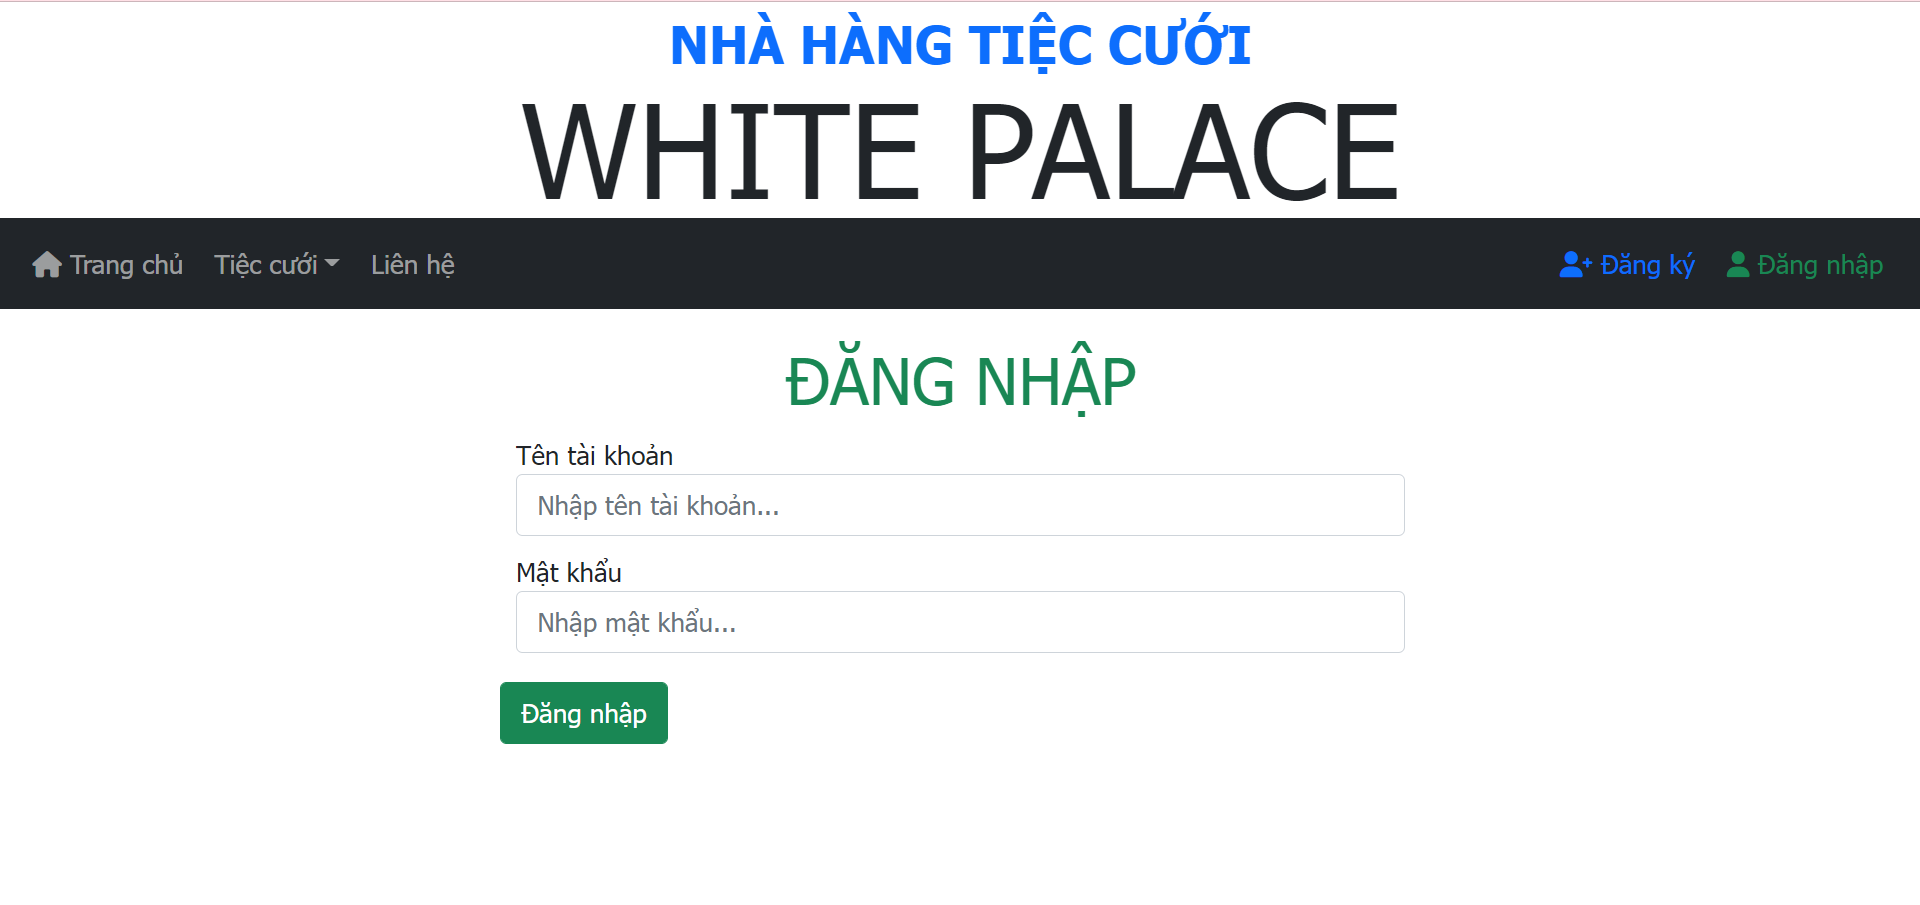 NHÀ HÀNG TIỆC CƯỚI
WHITE PALACE
Trang chủ Tiệc cưới Liên hệ Đăng ký Đăng nhập
ĐĂNG NHẬP
Tên tài khoản
Nhập tên tài khoản...
Mật khẩu
Nhập mật khẩu...
Đăng nhập